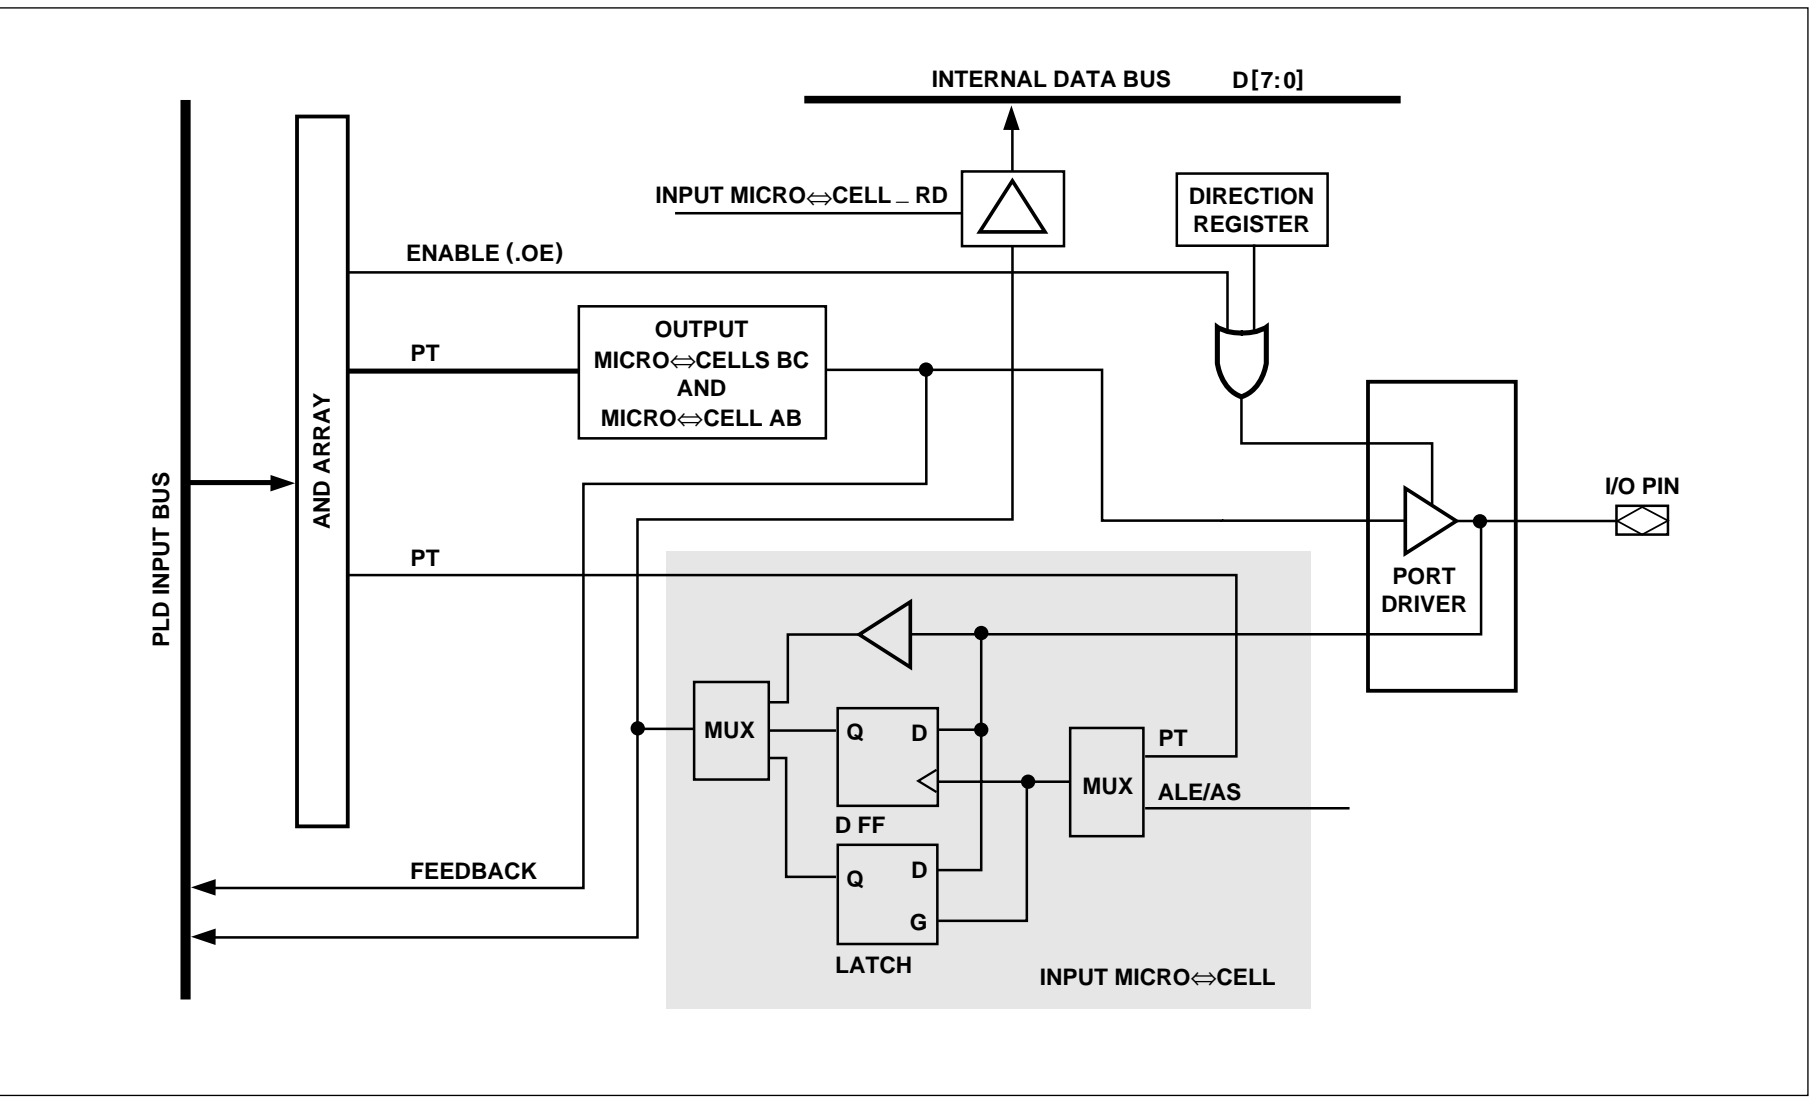 INTERNAL DATA BUS D[7:0]
INPUT MICRO⇔CELL _ RD
DIRECTION
REGISTER
ENABLE (.OE)
OUTPUT
MICRO⇔CELLS BC
AND
MICRO⇔CELL AB
PT
AND ARRAY
PLD INPUT BUS
I/O PIN
PORT
DRIVER
PT
MUX
Q D
D FF
PT
MUX
ALE/AS
FEEDBACK
Q D
G
LATCH
INPUT MICRO⇔CELL